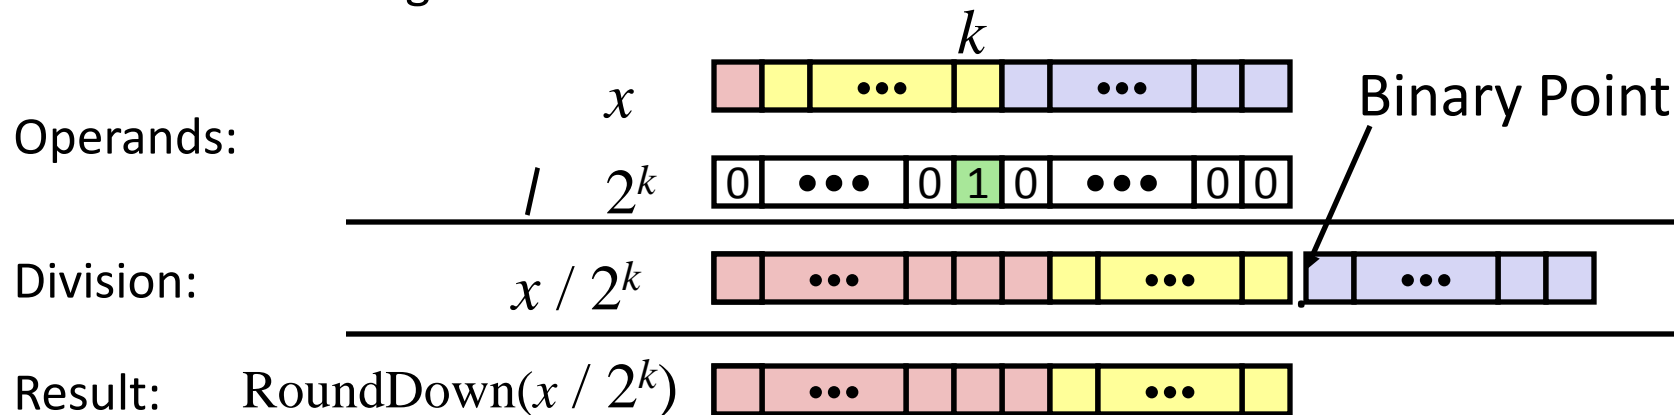 k
x
Binary Point
Operands:
/ 2^k
0 ••• 0 1 0 ••• 0 0
Division: x / 2^k ••• ••• . •••
Result: RoundDown(x / 2^k) ••• •••